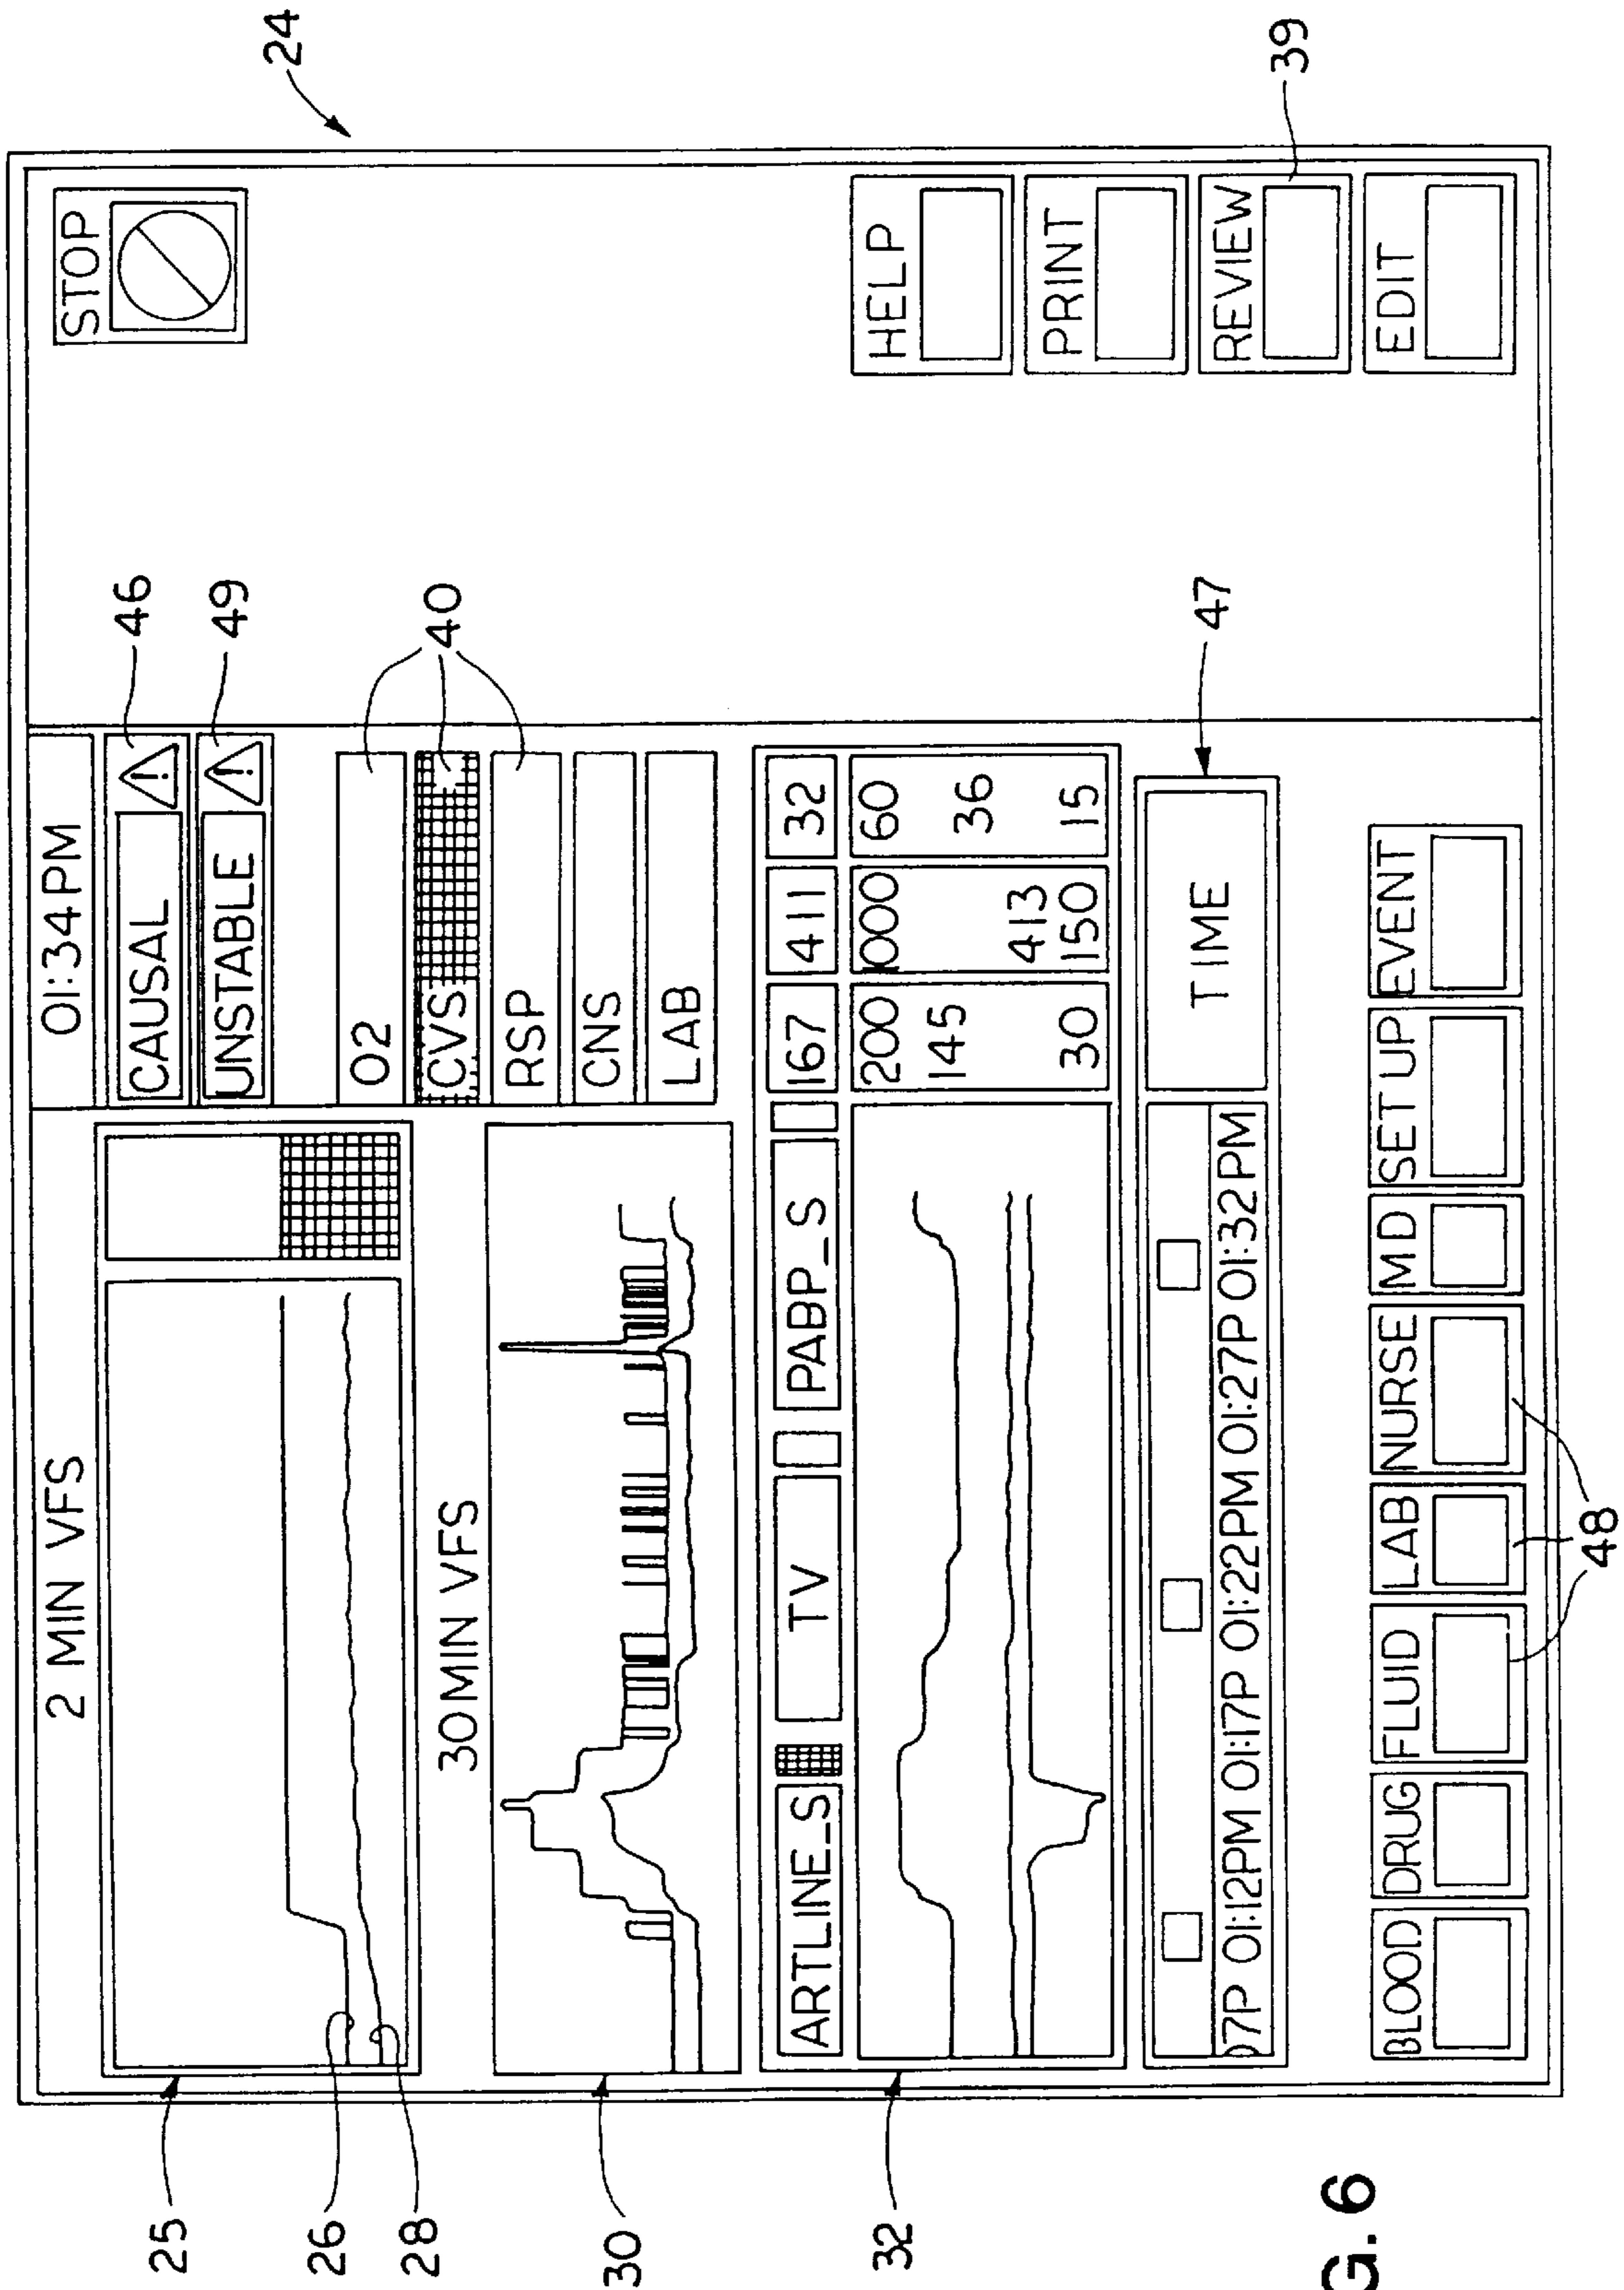 24
2 MIN VFS
01:34 PM
STOP
CAUSAL
46
UNSTABLE
49
25
26
28
O2
CVS
40
RSP
CNS
LAB
30 MIN VFS
30
ARTLINE_S
TV
PABP_S
167
411
32
200
1000
60
145
413
36
30
150
15
32
HELP
PRINT
REVIEW
39
EDIT
TIME
47
07P 01:12PM 01:17P 01:22PM 01:27P 01:32PM
BLOOD
DRUG
FLUID
LAB
NURSE
MD
SET UP
EVENT
48
G. 6